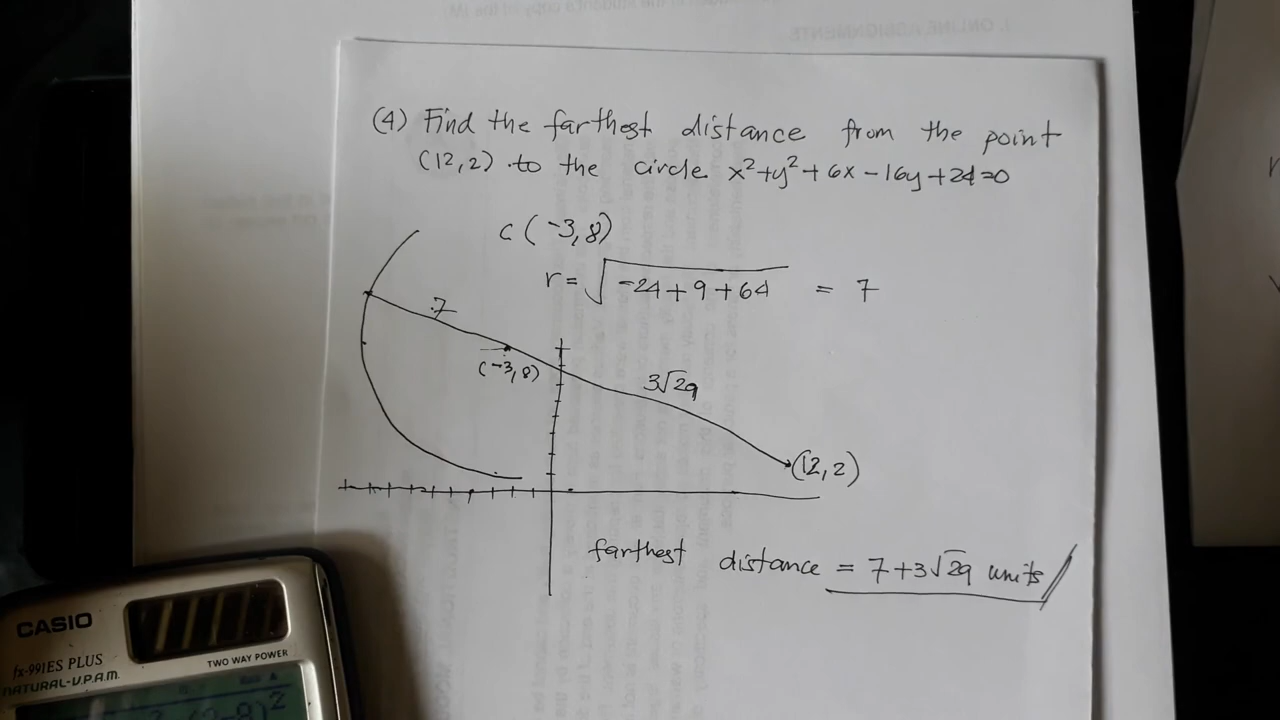 (4) Find the farthest distance from the point
(12,2) to the circle x²+y²+6x-16y+24=0
c(-3,8)
r=√-24+9+64 = 7
7
(-3,8)
3√29
(12,2)
farthest distance = 7+3√29 units
CASIO
fx-991ES PLUS
NATURAL-V.P.A.M.
TWO WAY POWER
-8)²